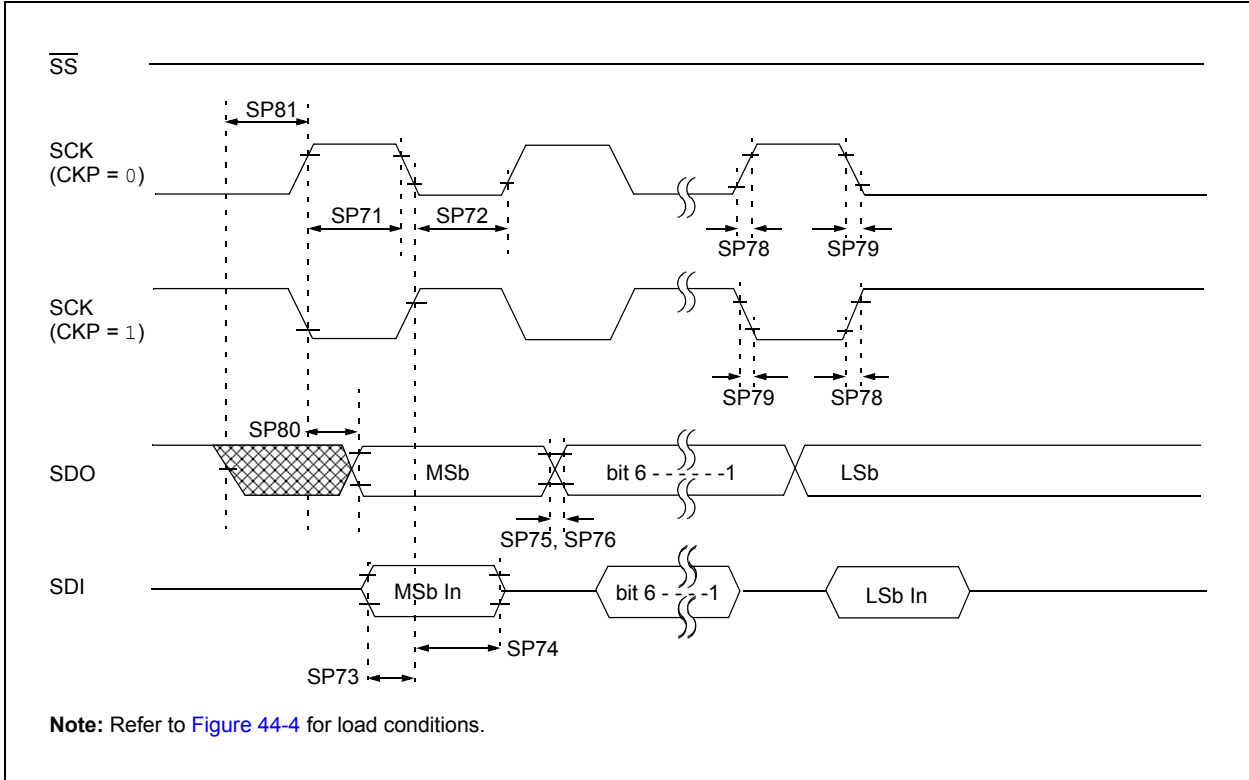 SS
SP81
SCK
(CKP = 0)
SP71
SP72
SP78
SP79
SCK
(CKP = 1)
SP79
SP78
SP80
SDO
MSb
bit 6 - - - - - -1
LSb
SP75, SP76
SDI
MSb In
bit 6 - - - -1
LSb In
SP74
SP73
Note: Refer to Figure 44-4 for load conditions.